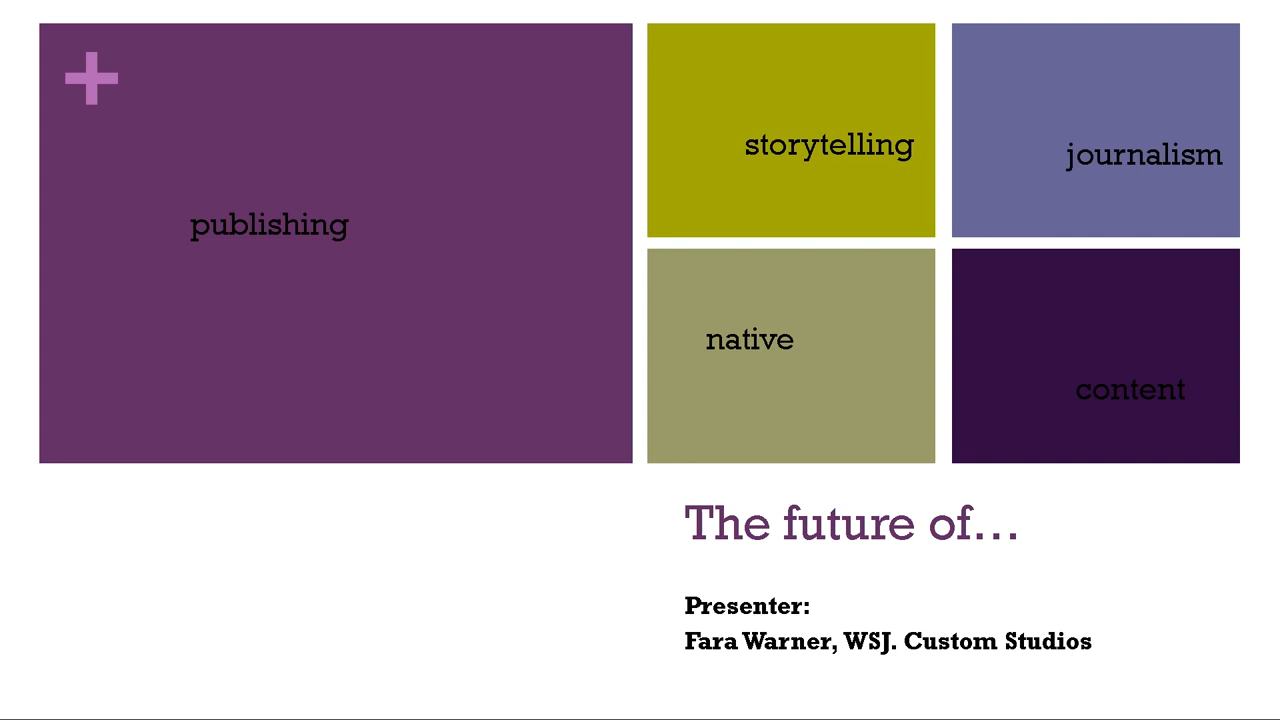 +
publishing
storytelling
journalism
native
content
The future of…
Presenter:
Fara Warner, WSJ. Custom Studios